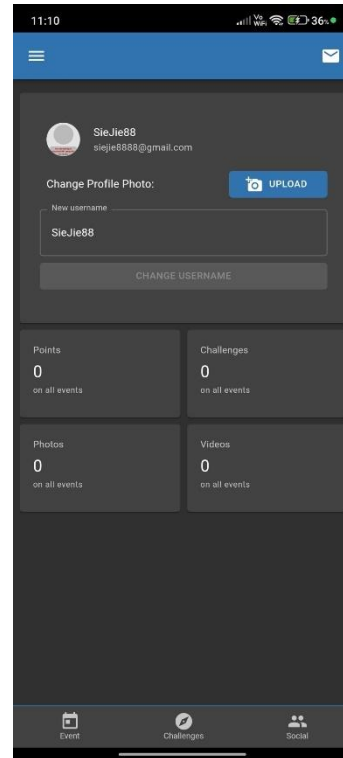 11:10
Vo
WiFi
36%
SieJie88
siejie8888@gmail.com
Change Profile Photo:
UPLOAD
New username
SieJie88
CHANGE USERNAME
Points
Challenges
0
0
on all events
on all events
Photos
Videos
0
0
on all events
on all events
Event
Challenges
Social